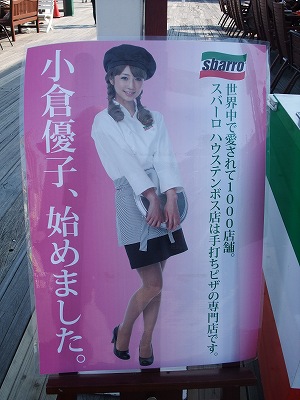 sbarro
世界中で愛されて1000店舗。
スバーロ ハウステンボス店は手打ちピザの専門店です。
小倉優子、始めました。